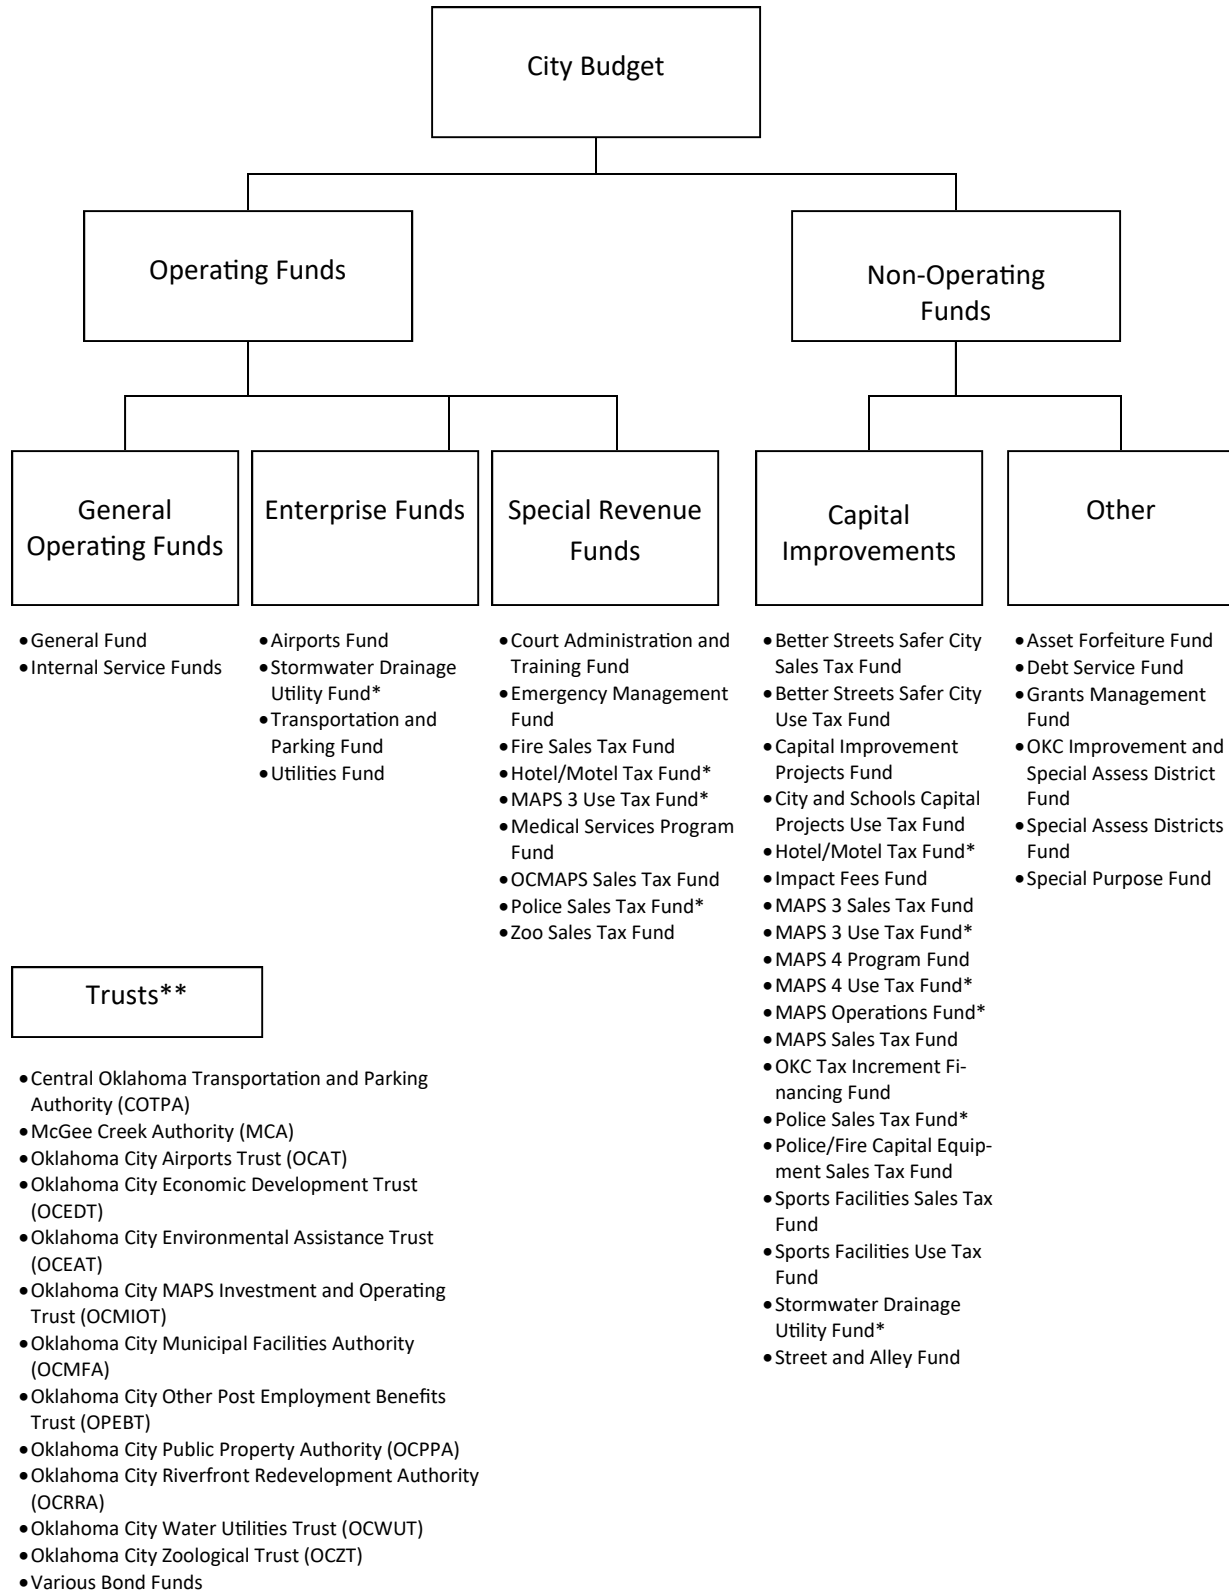 City Budget
Operating Funds
Non-Operating
Funds
General
Operating Funds
Enterprise Funds
Special Revenue
Funds
Capital
Improvements
Other
•General Fund
•Internal Service Funds
•Airports Fund
•Stormwater Drainage
Utility Fund*
•Transportation and
Parking Fund
•Utilities Fund
•Court Administration and
Training Fund
•Emergency Management
Fund
•Fire Sales Tax Fund
•Hotel/Motel Tax Fund*
•MAPS 3 Use Tax Fund*
•Medical Services Program
Fund
•OCMAPS Sales Tax Fund
•Police Sales Tax Fund*
•Zoo Sales Tax Fund
•Better Streets Safer City
Sales Tax Fund
•Better Streets Safer City
Use Tax Fund
•Capital Improvement
Projects Fund
•City and Schools Capital
Projects Use Tax Fund
•Hotel/Motel Tax Fund*
•Impact Fees Fund
•MAPS 3 Sales Tax Fund
•MAPS 3 Use Tax Fund*
•MAPS 4 Program Fund
•MAPS 4 Use Tax Fund*
•MAPS Operations Fund*
•MAPS Sales Tax Fund
•OKC Tax Increment Fi-
nancing Fund
•Police Sales Tax Fund*
•Police/Fire Capital Equip-
ment Sales Tax Fund
•Sports Facilities Sales Tax
Fund
•Sports Facilities Use Tax
Fund
•Stormwater Drainage
Utility Fund*
•Street and Alley Fund
•Asset Forfeiture Fund
•Debt Service Fund
•Grants Management
Fund
•OKC Improvement and
Special Assess District
Fund
•Special Assess Districts
Fund
•Special Purpose Fund
Trusts**
•Central Oklahoma Transportation and Parking
Authority (COTPA)
•McGee Creek Authority (MCA)
•Oklahoma City Airports Trust (OCAT)
•Oklahoma City Economic Development Trust
(OCEDT)
•Oklahoma City Environmental Assistance Trust
(OCEAT)
•Oklahoma City MAPS Investment and Operating
Trust (OCMIOT)
•Oklahoma City Municipal Facilities Authority
(OCMFA)
•Oklahoma City Other Post Employment Benefits
Trust (OPEBT)
•Oklahoma City Public Property Authority (OCPPA)
•Oklahoma City Riverfront Redevelopment Authority
(OCRRA)
•Oklahoma City Water Utilities Trust (OCWUT)
•Oklahoma City Zoological Trust (OCZT)
•Various Bond Funds